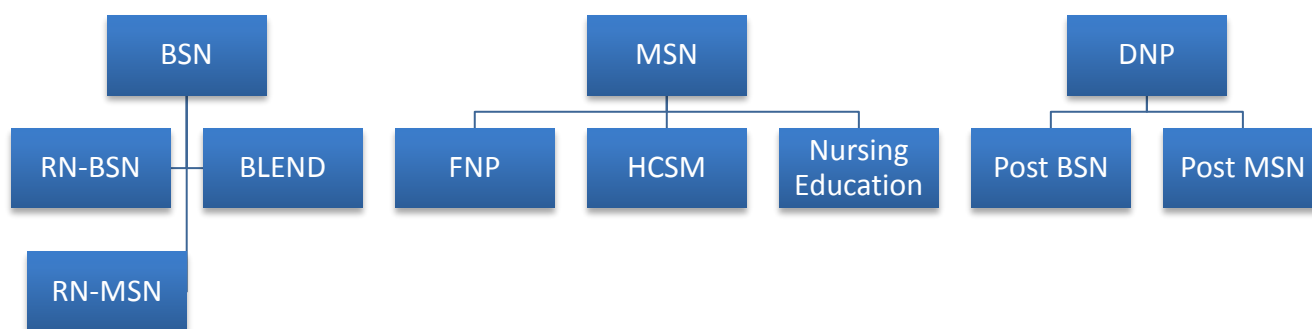 BSN
MSN
DNP
RN-BSN
BLEND
FNP
HCSM
Nursing
Education
Post BSN
Post MSN
RN-MSN